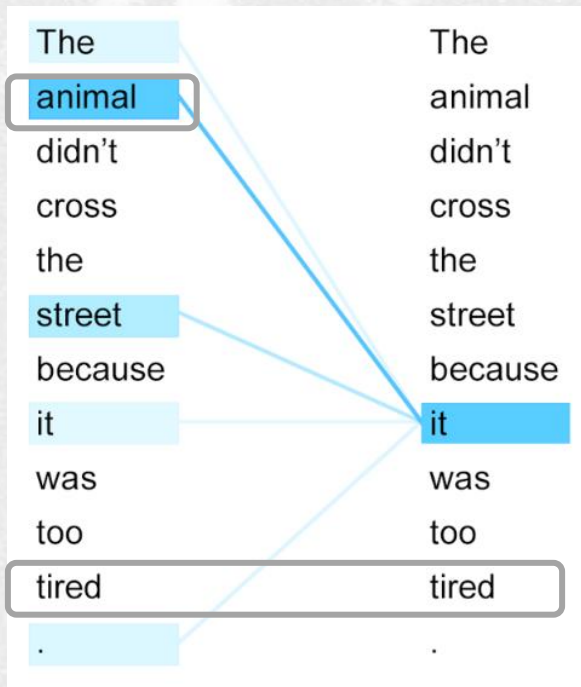 The The
animal animal
didn't didn't
cross cross
the the
street street
because because
it it
was was
too too
tired tired
. .